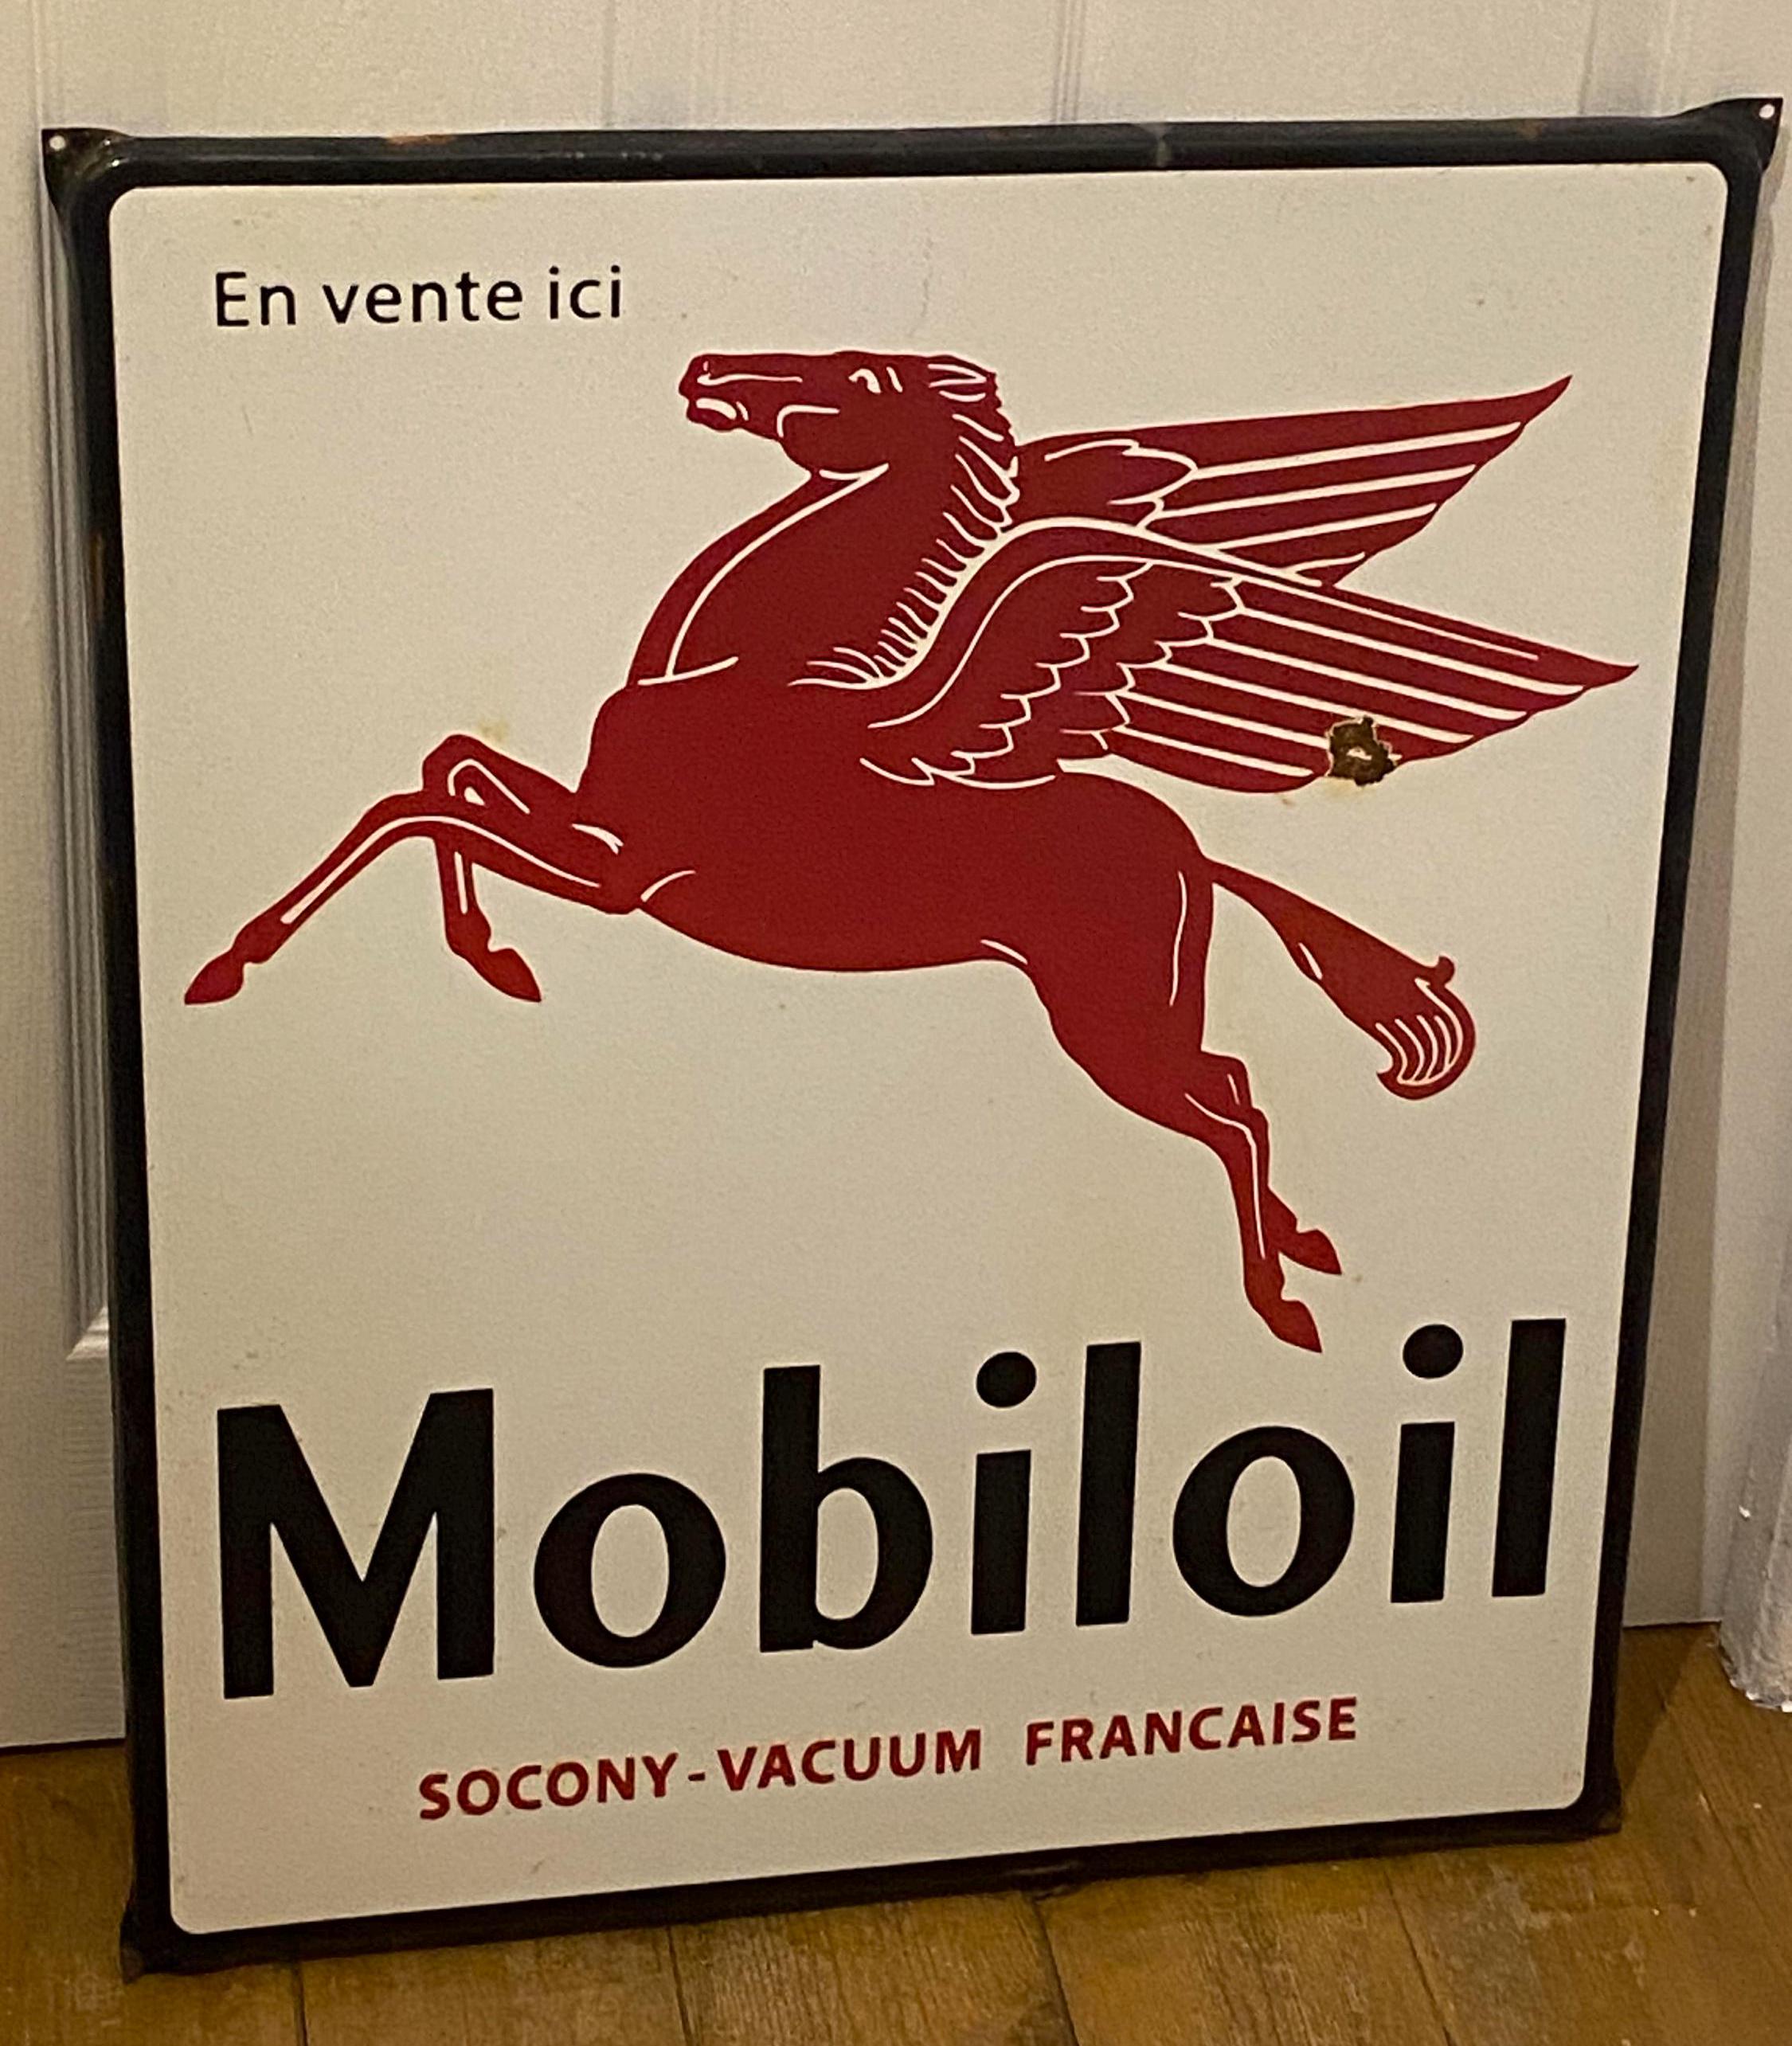 En vente ici
Mobiloil
SOCONY-VACUUM FRANCAISE